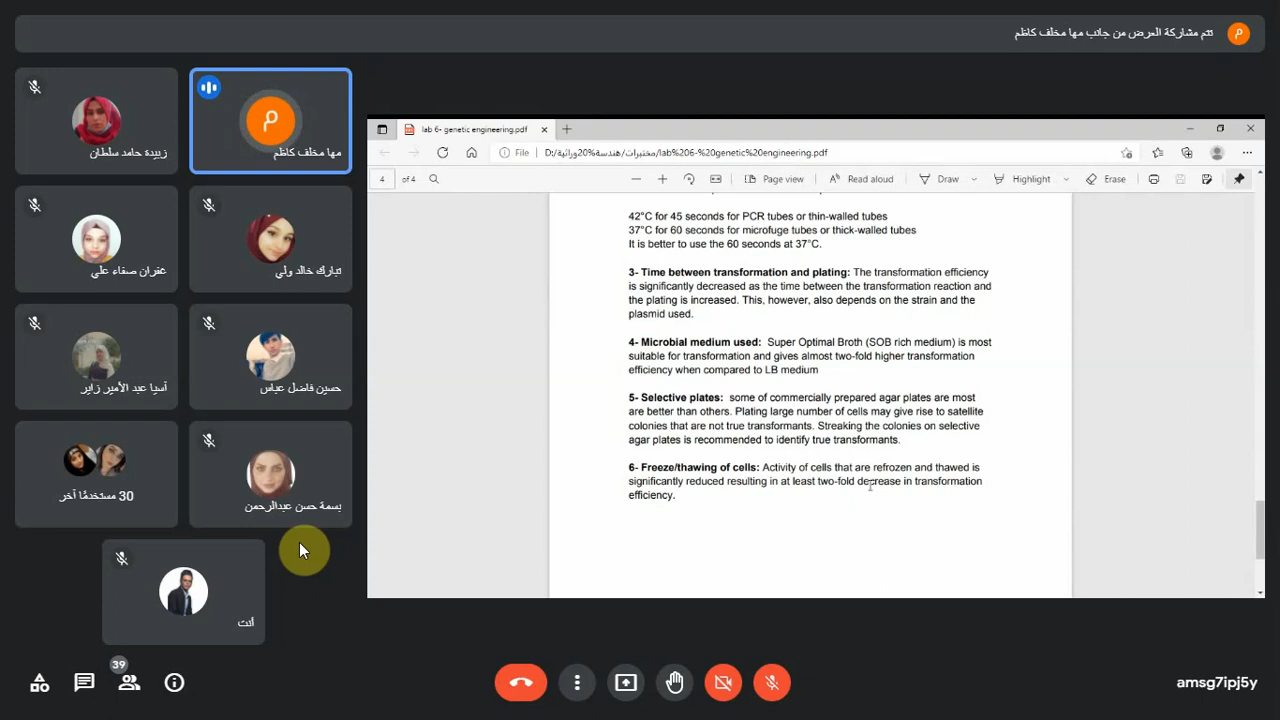 تتم مشاركة العرض من جانب مها مخلف كاظم
م
زبيدة حامد سلطان
م
مها مخلف كاظم
غفران صفاء علي
تبارك خالد ولي
آسيا عبد الأمير زاير
حسين فاضل عباس
30 مستخدمًا آخر
بسمة حسن عبدالرحمن
أنت
lab 6- genetic engineering.pdf
File
D:/مختبرات/هندسة%20وراثية/lab%206-%20genetic%20engineering.pdf
4 of 4
Page view
Read aloud
Draw
Highlight
Erase
42°C for 45 seconds for PCR tubes or thin-walled tubes
37°C for 60 seconds for microfuge tubes or thick-walled tubes
It is better to use the 60 seconds at 37°C.
3- Time between transformation and plating: The transformation efficiency
is significantly decreased as the time between the transformation reaction and
the plating is increased. This, however, also depends on the strain and the
plasmid used.
4- Microbial medium used: Super Optimal Broth (SOB rich medium) is most
suitable for transformation and gives almost two-fold higher transformation
efficiency when compared to LB medium
5- Selective plates: some of commercially prepared agar plates are most
are better than others. Plating large number of cells may give rise to satellite
colonies that are not true transformants. Streaking the colonies on selective
agar plates is recommended to identify true transformants.
6- Freeze/thawing of cells: Activity of cells that are refrozen and thawed is
significantly reduced resulting in at least two-fold decrease in transformation
efficiency.
39
amsg7ipj5y